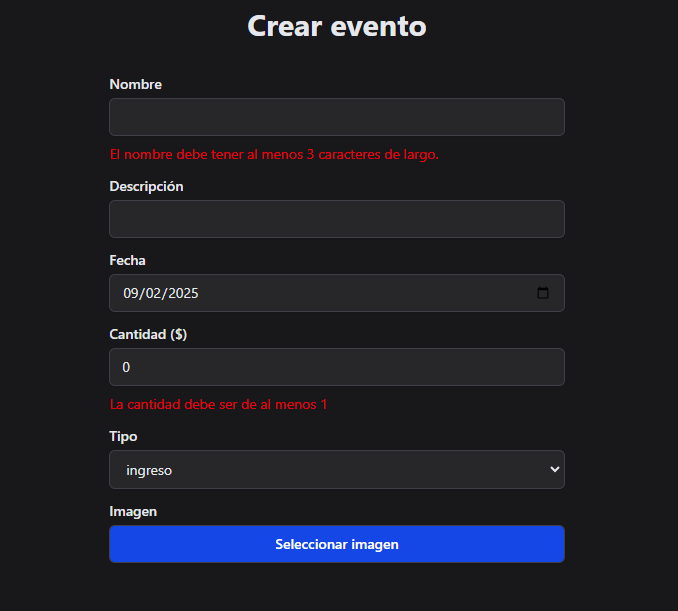 Crear evento
Nombre
El nombre debe tener al menos 3 caracteres de largo.
Descripción
Fecha
09/02/2025
Cantidad ($)
0
La cantidad debe ser de al menos 1
Tipo
ingreso
Imagen
Seleccionar imagen